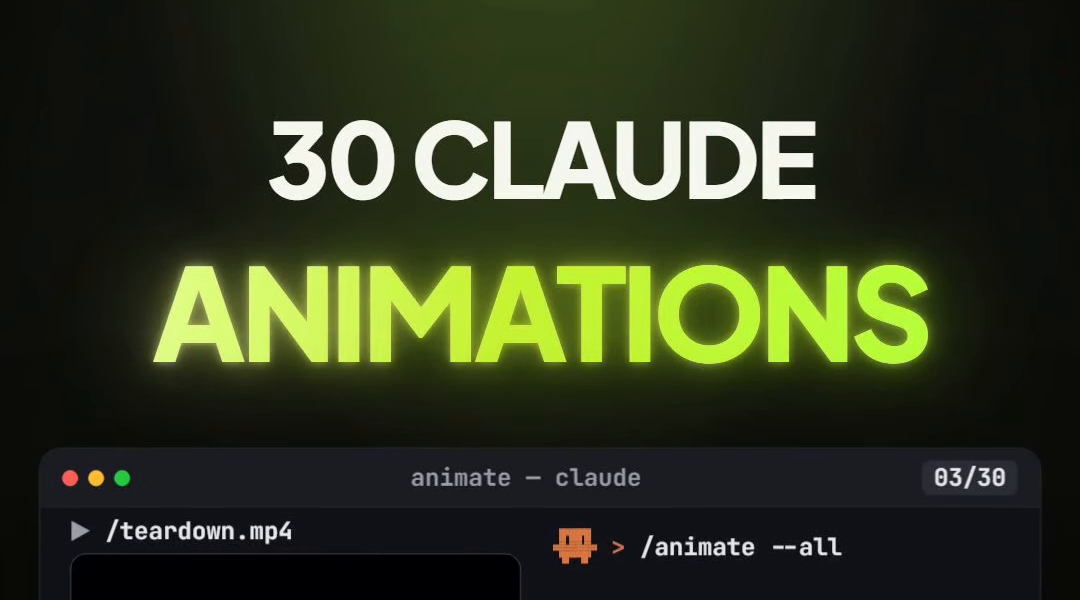 30 CLAUDE
ANIMATIONS
animate — claude
03/30
/teardown.mp4
> /animate --all